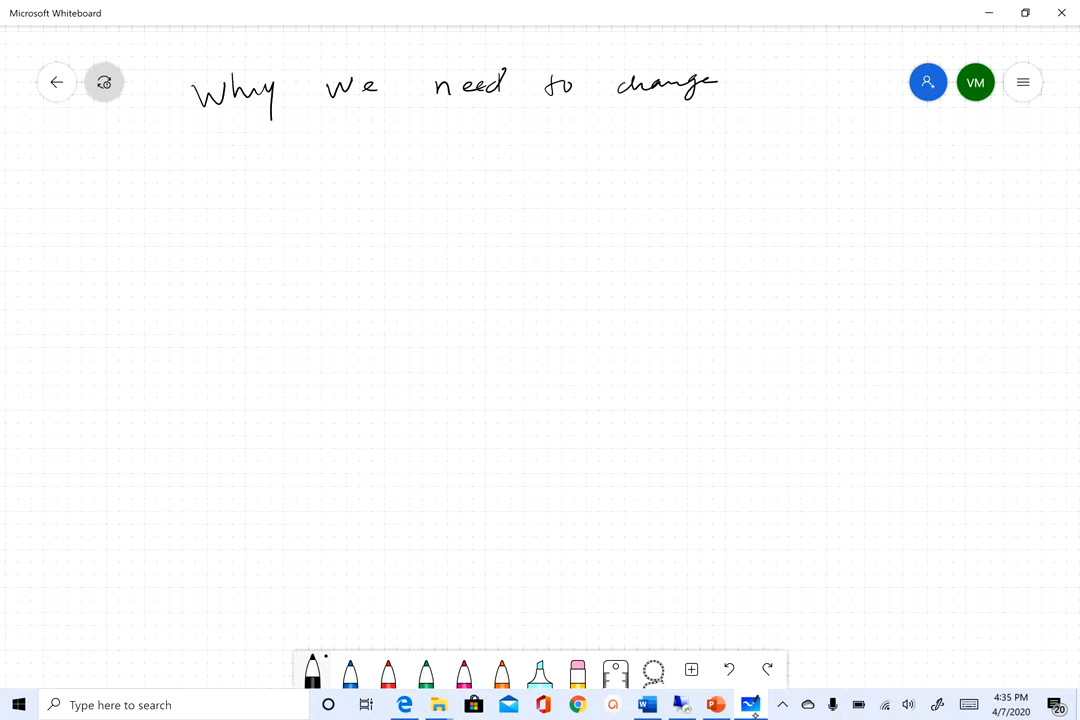 Microsoft Whiteboard
Why we need to change
VM
Type here to search
4:35 PM
4/7/2020
20